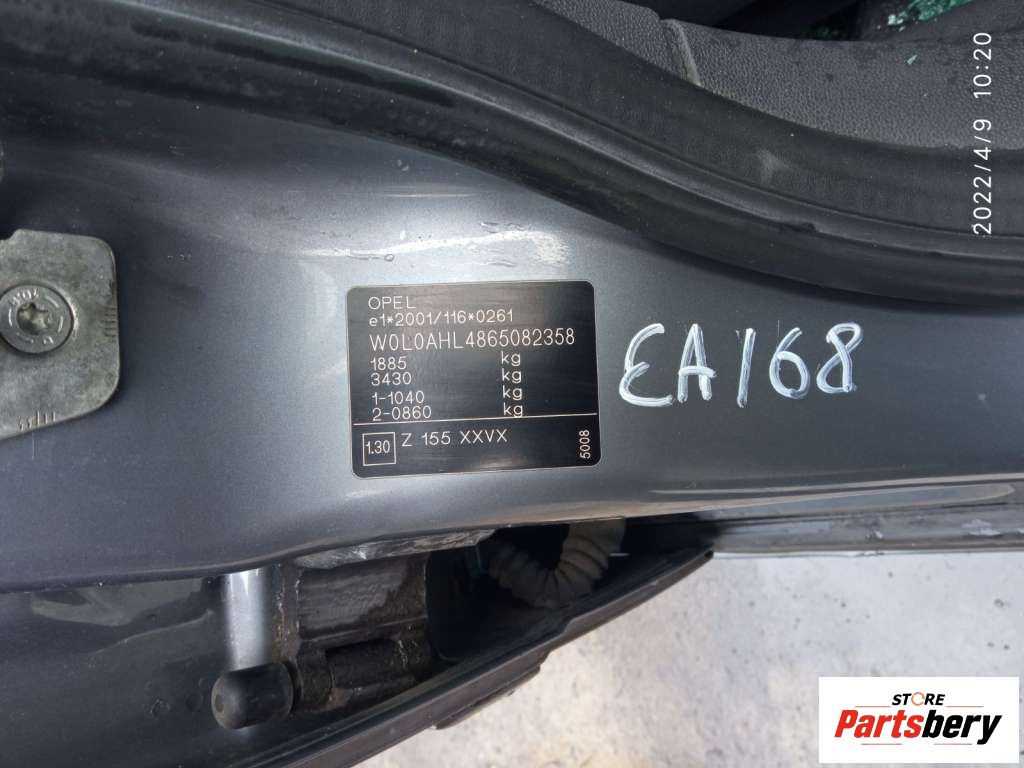 2022/4/9 10:20
OPEL
e1*2001/116*0261
W0L0AHL4865082358
1885 kg
3430 kg
1-1040 kg
2-0860 kg
1.30 Z 155 XXVX
5008
EA168
STORE
Partsbery